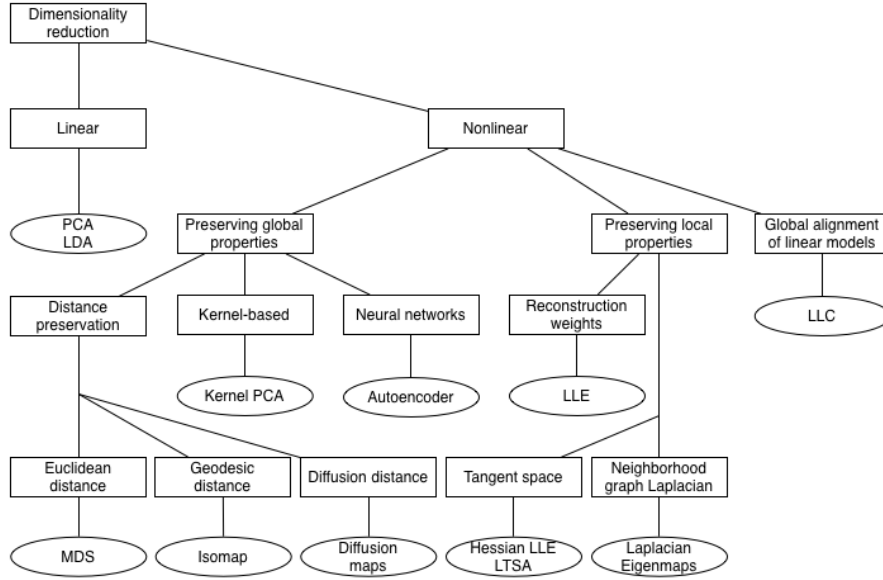 Dimensionality
reduction
Linear
Nonlinear
PCA
LDA
Preserving global
properties
Preserving local
properties
Global alignment
of linear models
Distance
preservation
Kernel-based
Neural networks
Reconstruction
weights
LLC
Kernel PCA
Autoencoder
LLE
Euclidean
distance
Geodesic
distance
Diffusion distance
Tangent space
Neighborhood
graph Laplacian
MDS
Isomap
Diffusion
maps
Hessian LLE
LTSA
Laplacian
Eigenmaps